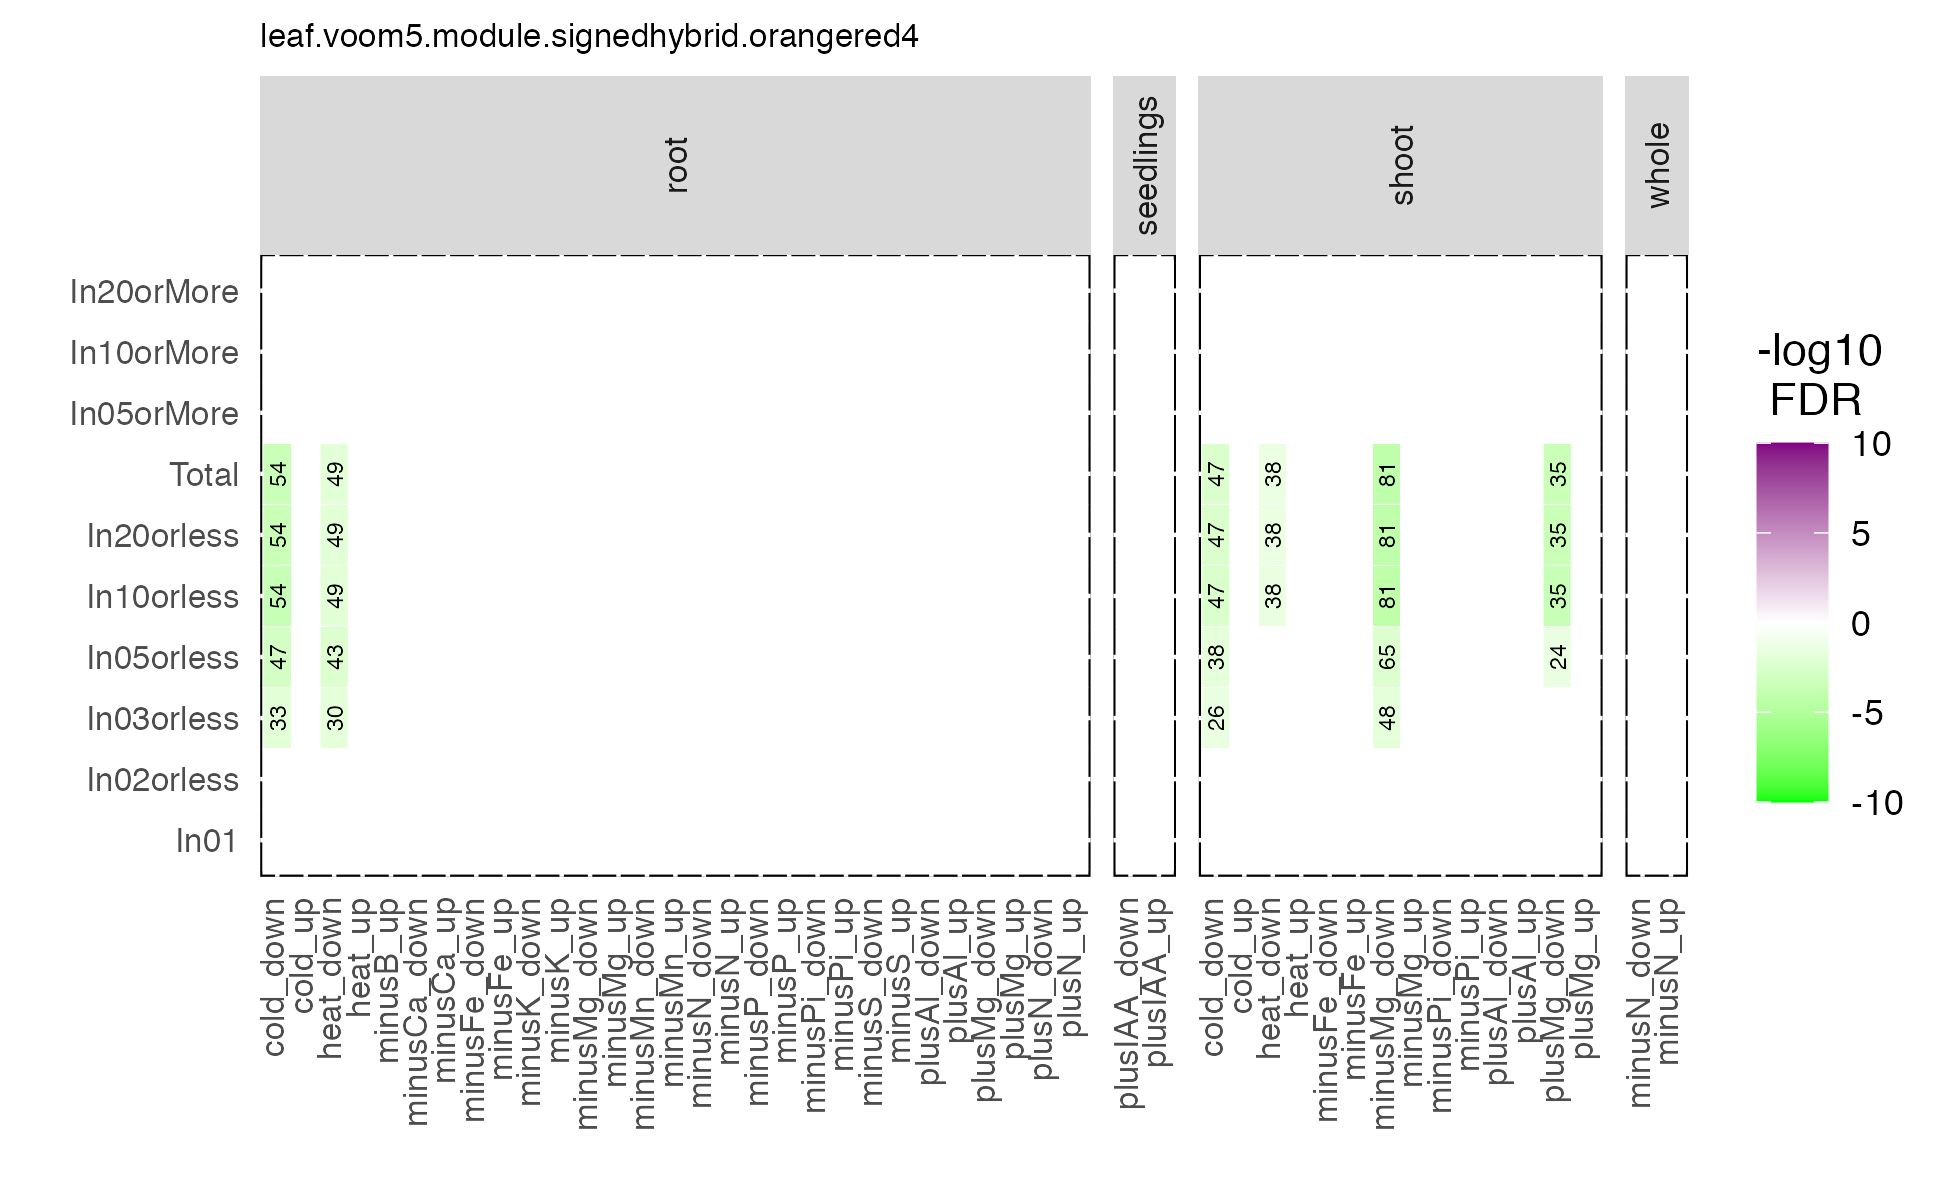 leaf.voom5.module.signedhybrid.orangered4
root
seedlings
shoot
whole
In20orMore
In10orMore
In05orMore
Total 54 49 47 38 81 35
In20orless 54 49 47 38 81 35
In10orless 54 49 47 38 81 35
In05orless 47 43 38 65 24
In03orless 33 30 26 48
In02orless
In01
cold_down
cold_up
heat_down
heat_up
minusB_up
minusCa_down
minusCa_up
minusFe_down
minusFe_up
minusK_down
minusK_up
minusMg_down
minusMg_up
minusMn_down
minusMn_up
minusN_down
minusN_up
minusP_down
minusP_up
minusPi_down
minusPi_up
minusS_down
minusS_up
plusAl_down
plusAl_up
plusMg_down
plusMg_up
plusN_down
plusN_up
plusIAA_down
plusIAA_up
cold_down
cold_up
heat_down
heat_up
minusFe_down
minusFe_up
minusMg_down
minusMg_up
minusPi_down
minusPi_up
plusAl_down
plusAl_up
plusMg_down
plusMg_up
minusN_down
minusN_up
-log10
FDR
10
5
0
-5
-10